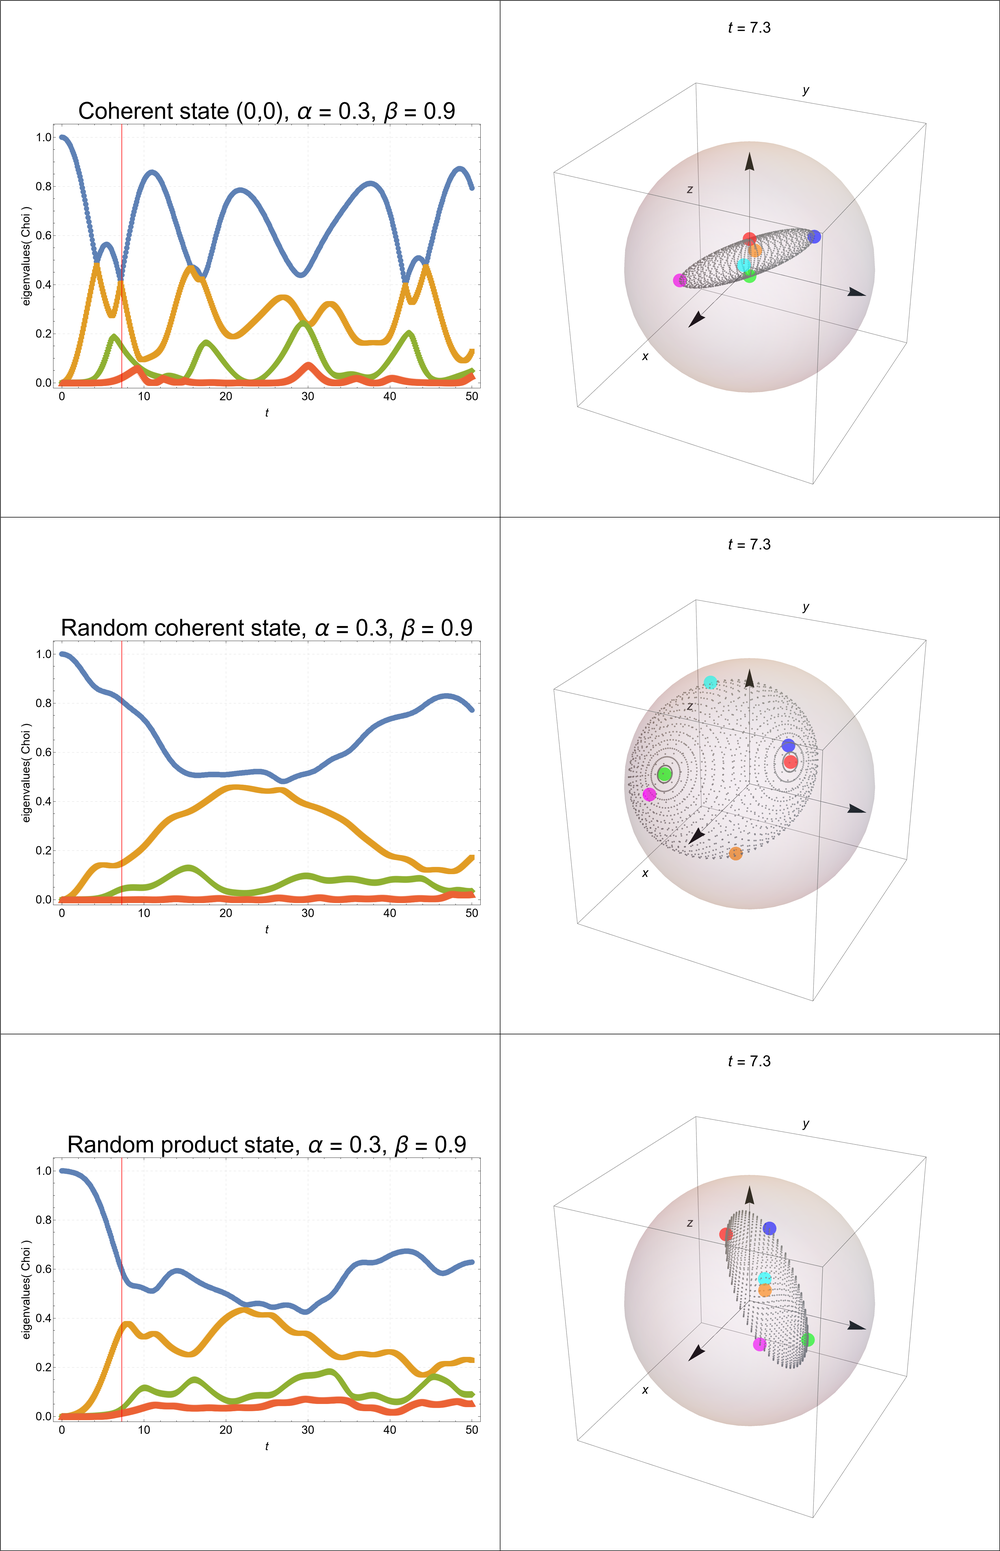 t = 7.3
Coherent state (0,0), α = 0.3, β = 0.9
eigenvalues( Choi )
1.0
0.8
0.6
0.4
0.2
0.0
0 10 20 30 40 50
t
y
z
x
t = 7.3
Random coherent state, α = 0.3, β = 0.9
eigenvalues( Choi )
1.0
0.8
0.6
0.4
0.2
0.0
0 10 20 30 40 50
t
y
z
x
t = 7.3
Random product state, α = 0.3, β = 0.9
eigenvalues( Choi )
1.0
0.8
0.6
0.4
0.2
0.0
0 10 20 30 40 50
t
y
z
x